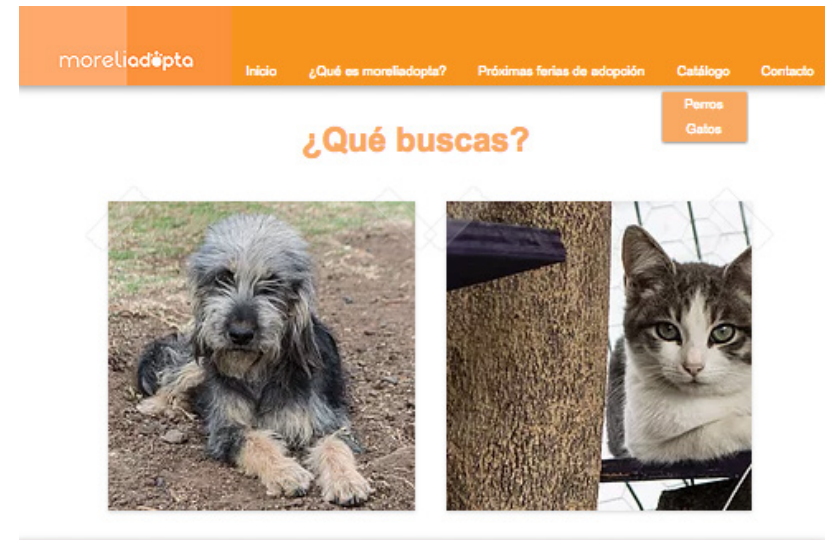 moreliadopta
Inicio ¿Qué es moreliadopta? Próximas ferias de adopción Catálogo Contacto
Perros
Gatos
¿Qué buscas?